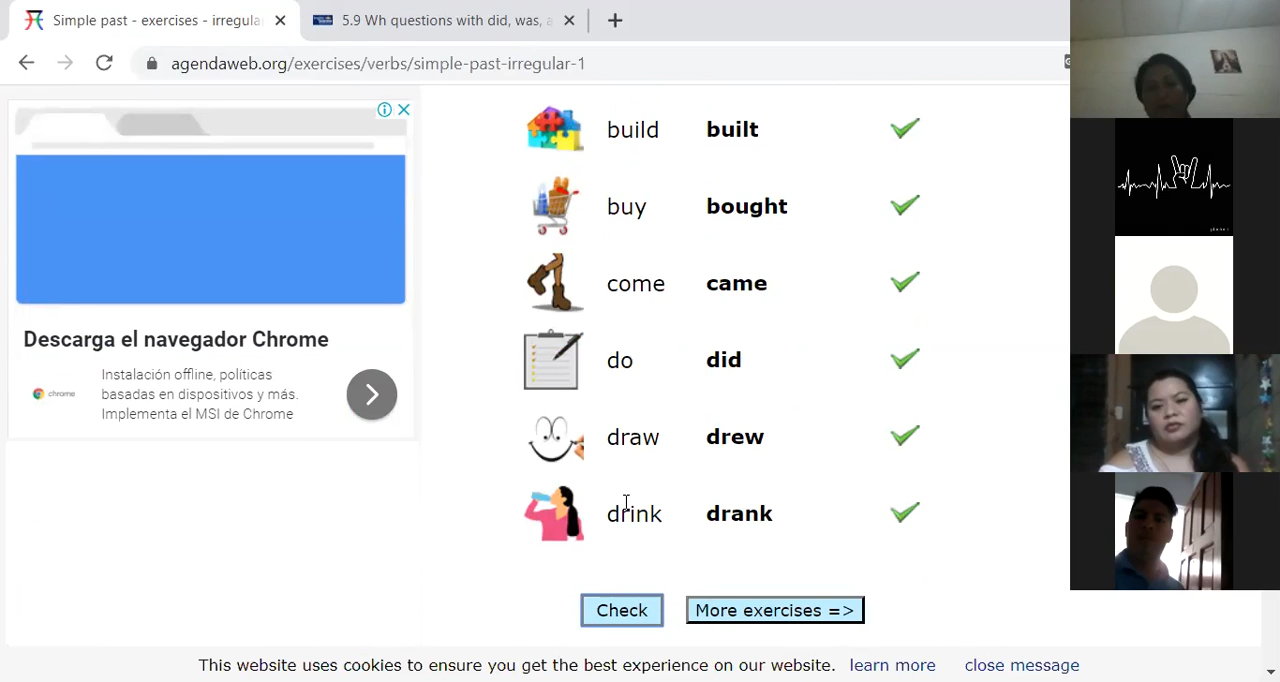 Simple past - exercises - irregula
5.9 Wh questions with did, was, a
agendaweb.org/exercises/verbs/simple-past-irregular-1
build built
buy bought
come came
do did
draw drew
drink drank
Check More exercises =>
Descarga el navegador Chrome
Instalación offline, políticas
basadas en dispositivos y más.
Implementa el MSI de Chrome
chrome
This website uses cookies to ensure you get the best experience on our website. learn more close message